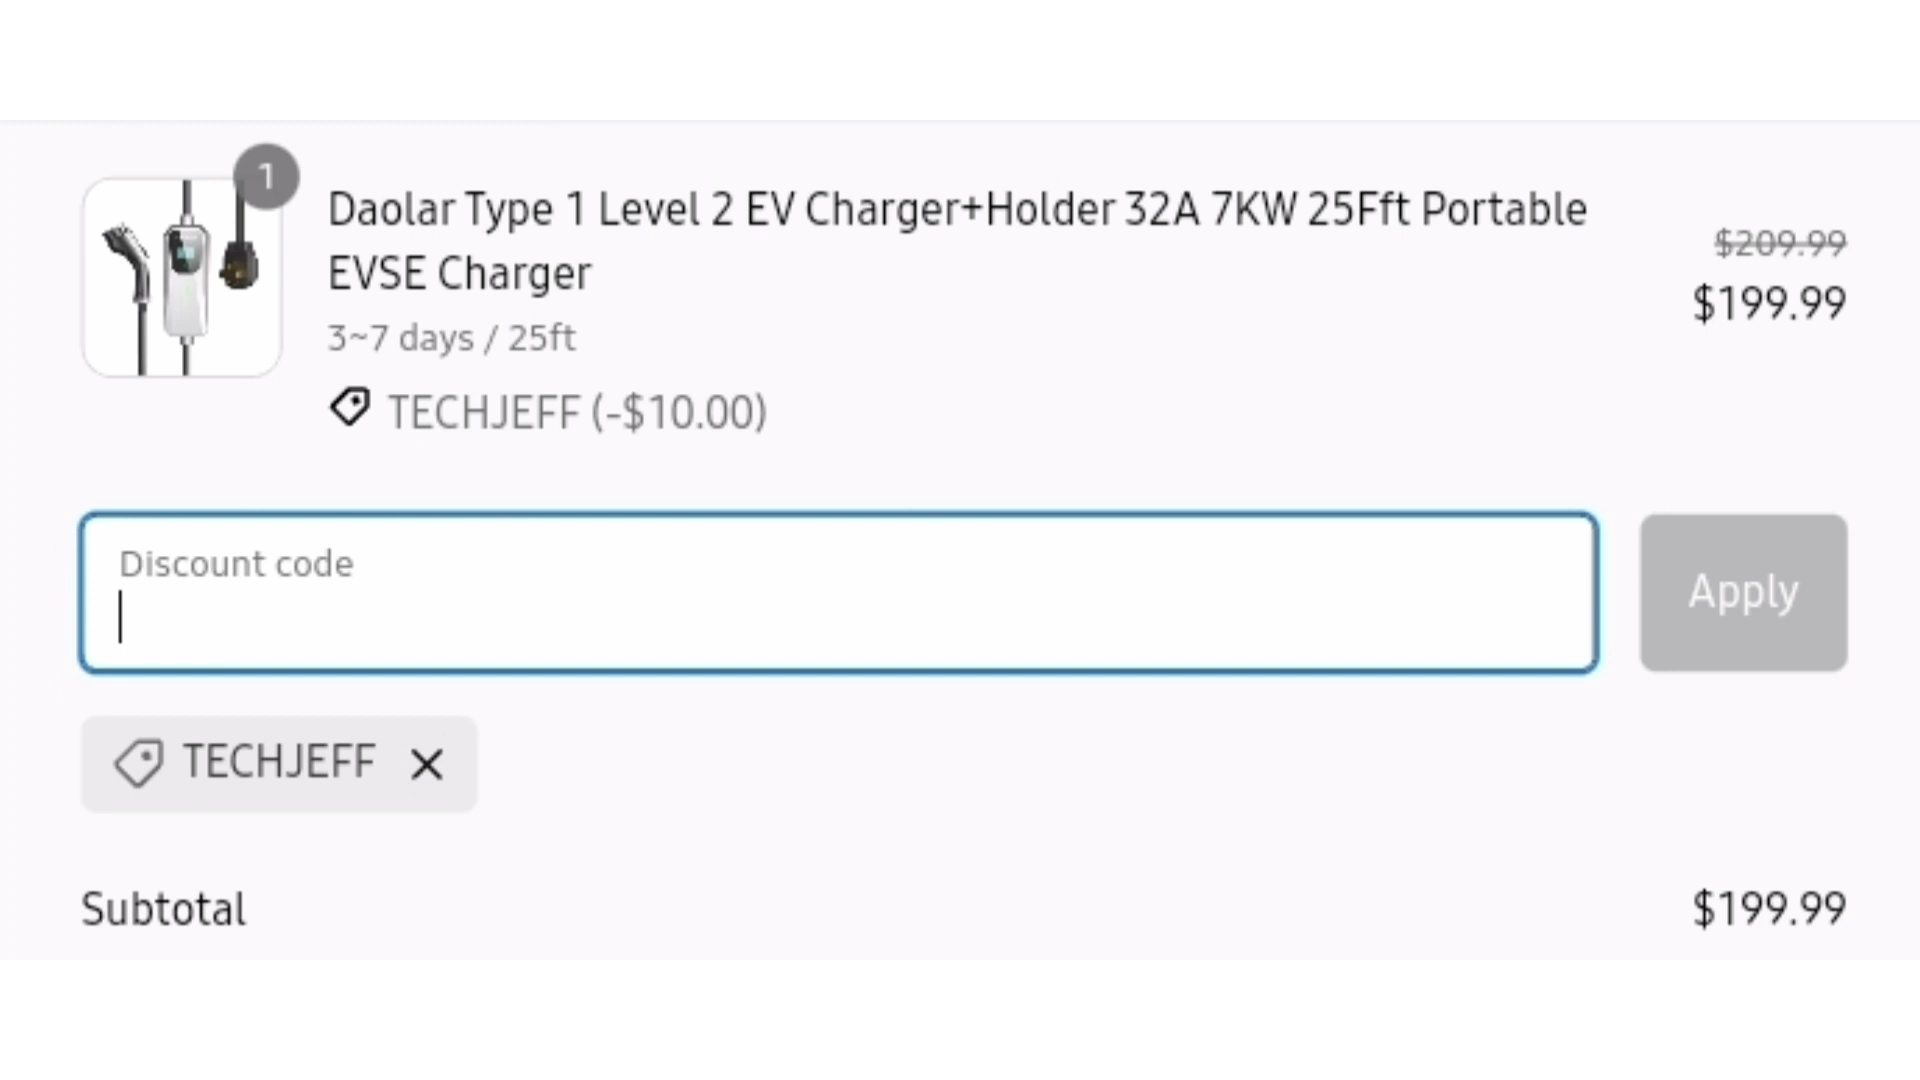 1
Daolar Type 1 Level 2 EV Charger+Holder 32A 7KW 25Fft Portable
EVSE Charger
$209.99
$199.99
3~7 days / 25ft
TECHJEFF (-$10.00)
Discount code
Apply
TECHJEFF
Subtotal
$199.99